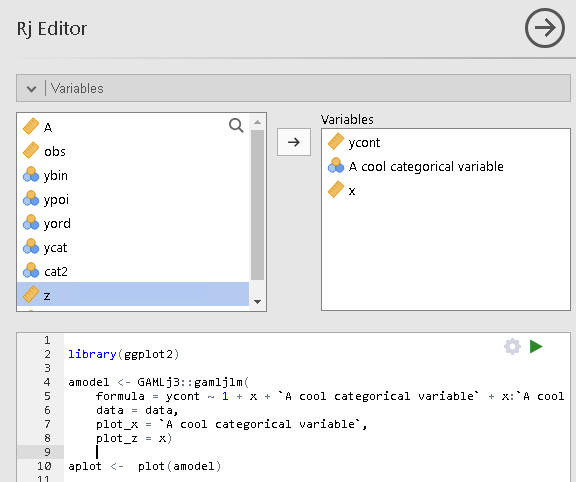 Rj Editor
Variables
A
obs
ybin
ypoi
yord
ycat
cat2
z
Variables
ycont
A cool categorical variable
x
1
2 library(ggplot2)
3
4 amodel <- GAMLj3::gamljlm(
5 formula = ycont ~ 1 + x + `A cool categorical variable` + x:`A cool
6 data = data,
7 plot_x = `A cool categorical variable`,
8 plot_z = x)
9
10 aplot <- plot(amodel)
11